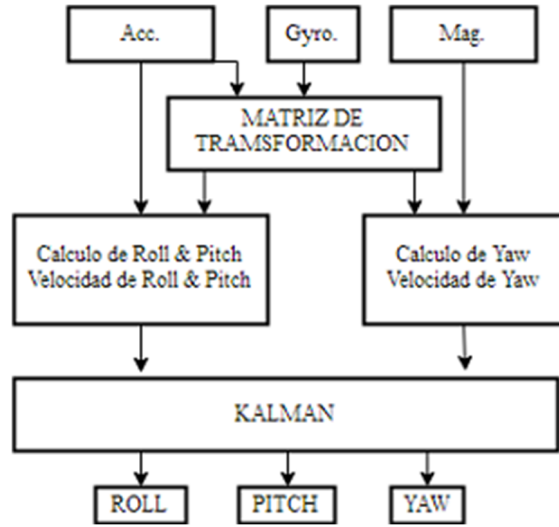 Acc.
Gyro.
Mag.
MATRIZ DE
TRAMSFORMACION
Calculo de Roll & Pitch
Velocidad de Roll & Pitch
Calculo de Yaw
Velocidad de Yaw
KALMAN
ROLL
PITCH
YAW